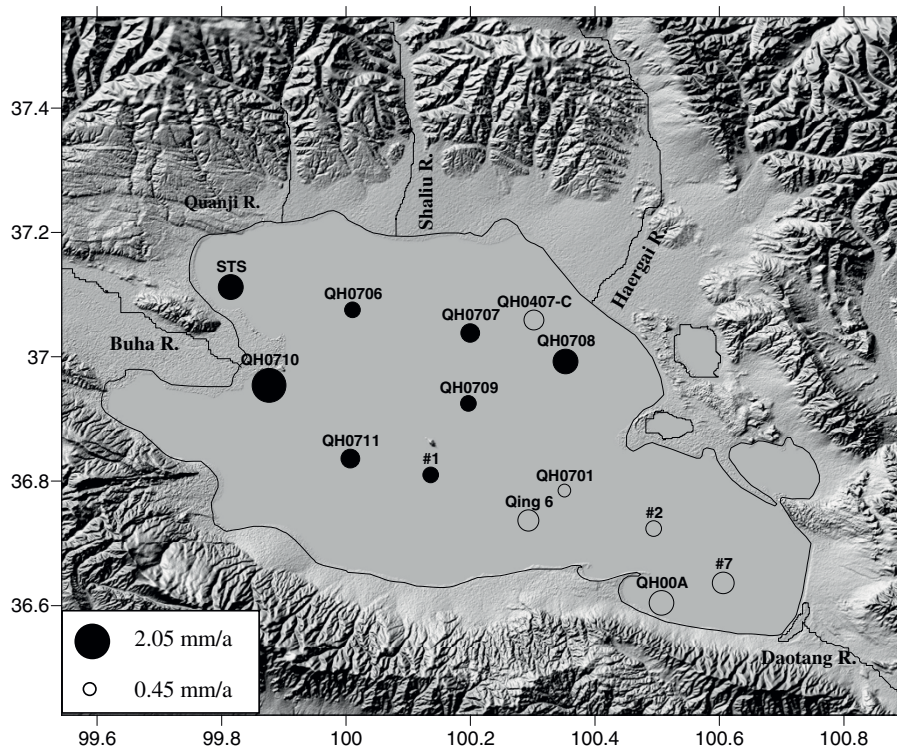 37.4
37.2
37
36.8
36.6
Quanji R.
Shaliu R.
Haergai R.
STS
QH0706
QH0407-C
QH0707
QH0708
Buha R.
QH0710
QH0709
QH0711
#1
QH0701
Qing 6
#2
#7
QH00A
Daotang R.
2.05 mm/a
0.45 mm/a
99.6
99.8
100
100.2
100.4
100.6
100.8